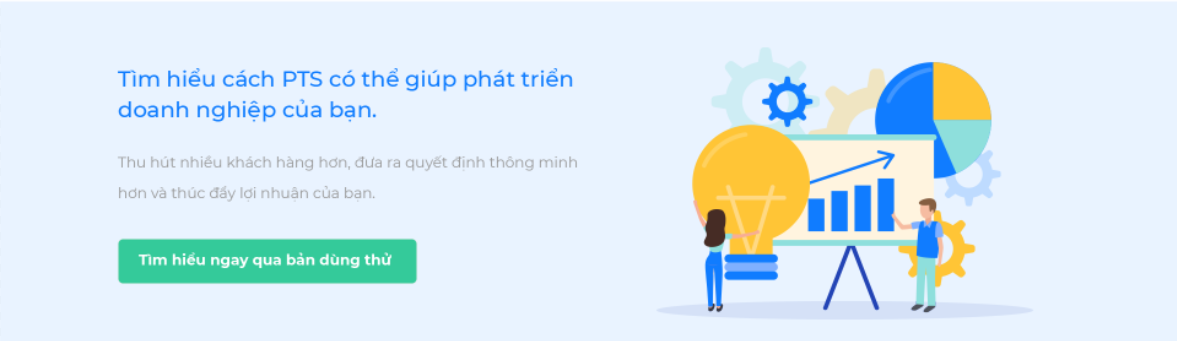 Tìm hiểu cách PTS có thể giúp phát triển
doanh nghiệp của bạn.
Thu hút nhiều khách hàng hơn, đưa ra quyết định thông minh
hơn và thúc đẩy lợi nhuận của bạn.
Tìm hiểu ngay qua bản dùng thử